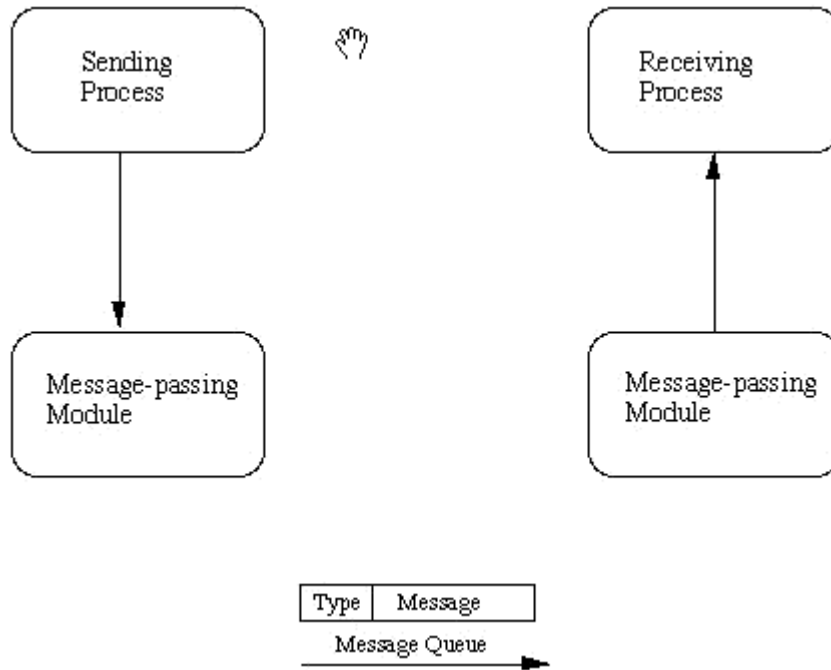 Sending
Process
Receiving
Process
Message-passing
Module
Message-passing
Module
Type
Message
Message Queue